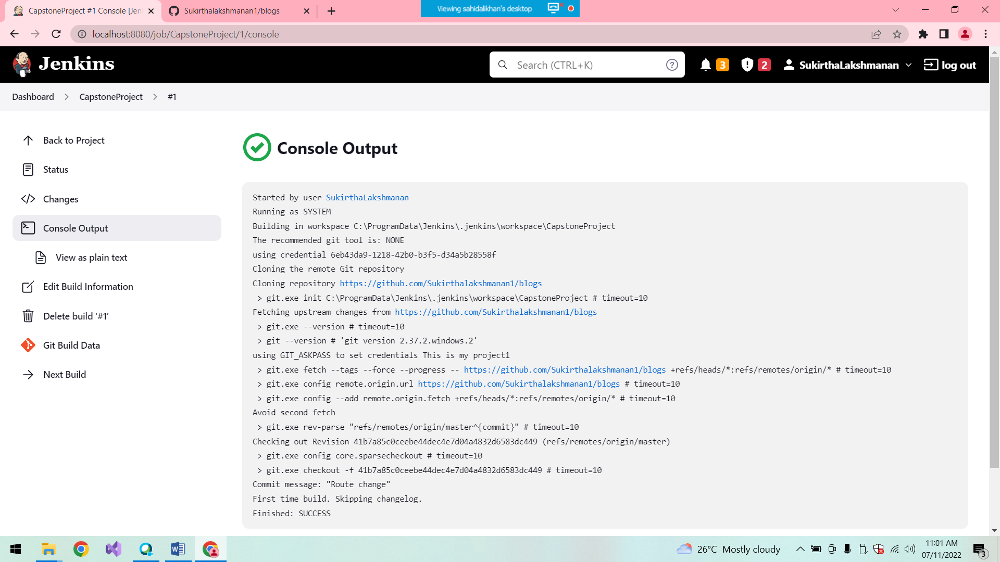 CapstoneProject #1 Console [Jen
Sukirthalakshmanan1/blogs
Viewing sahidalikhan's desktop
localhost:8080/job/CapstoneProject/1/console
Jenkins
Search (CTRL+K)
?
3
2
SukirthaLakshmanan
log out
Dashboard
CapstoneProject
#1
Back to Project
Status
Changes
Console Output
View as plain text
Edit Build Information
Delete build ‘#1’
Git Build Data
Next Build
Console Output
Started by user SukirthaLakshmanan
Running as SYSTEM
Building in workspace C:\ProgramData\Jenkins\.jenkins\workspace\CapstoneProject
The recommended git tool is: NONE
using credential 6eb43da9-1218-42b0-b3f5-d34a5b28558f
Cloning the remote Git repository
Cloning repository https://github.com/Sukirthalakshmanan1/blogs
> git.exe init C:\ProgramData\Jenkins\.jenkins\workspace\CapstoneProject # timeout=10
Fetching upstream changes from https://github.com/Sukirthalakshmanan1/blogs
> git.exe --version # timeout=10
> git --version # 'git version 2.37.2.windows.2'
using GIT_ASKPASS to set credentials This is my project1
> git.exe fetch --tags --force --progress -- https://github.com/Sukirthalakshmanan1/blogs +refs/heads/*:refs/remotes/origin/* # timeout=10
> git.exe config remote.origin.url https://github.com/Sukirthalakshmanan1/blogs # timeout=10
> git.exe config --add remote.origin.fetch +refs/heads/*:refs/remotes/origin/* # timeout=10
Avoid second fetch
> git.exe rev-parse "refs/remotes/origin/master^{commit}" # timeout=10
Checking out Revision 41b7a85c0ceebe44dec4e7d04a4832d6583dc449 (refs/remotes/origin/master)
> git.exe config core.sparsecheckout # timeout=10
> git.exe checkout -f 41b7a85c0ceebe44dec4e7d04a4832d6583dc449 # timeout=10
Commit message: "Route change"
First time build. Skipping changelog.
Finished: SUCCESS
26°C Mostly cloudy
11:01 AM
07/11/2022
3